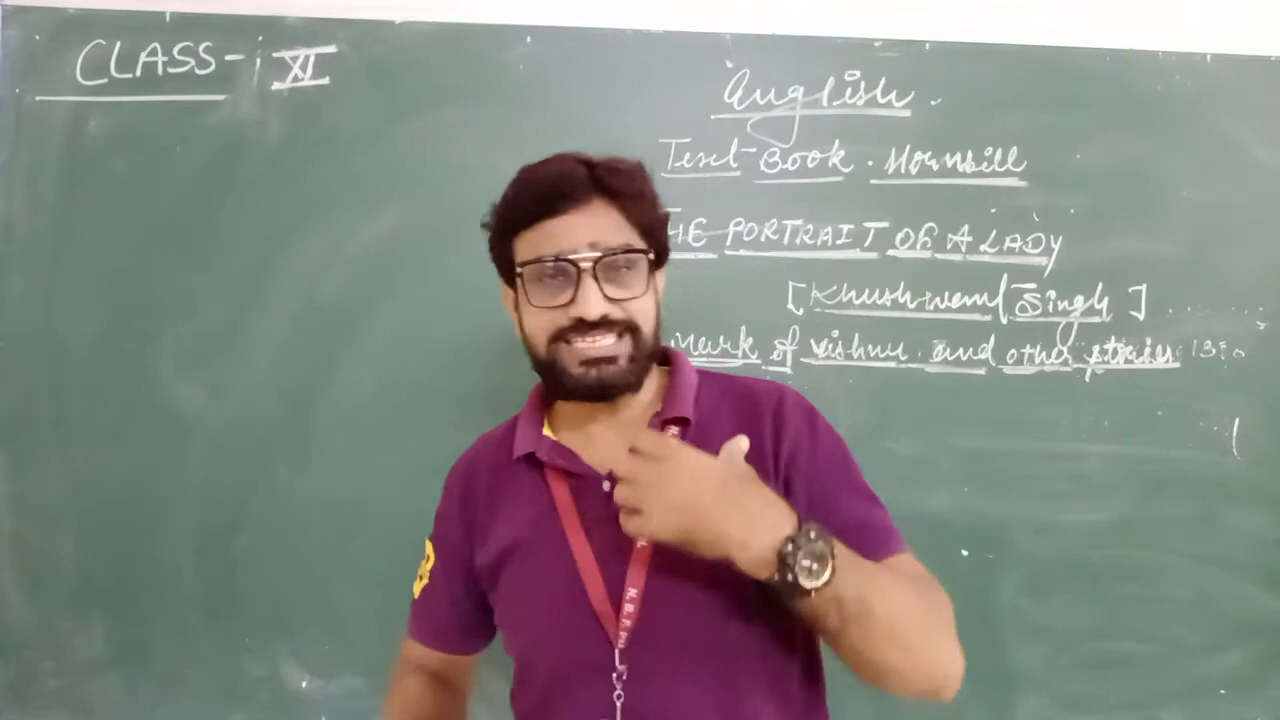 CLASS-i XI
English.
Text-Book. Hornbill
HE PORTRAIT OF A LADY
[Khushwant Singh]
mark of vishnu. and other stories
N. B. F.